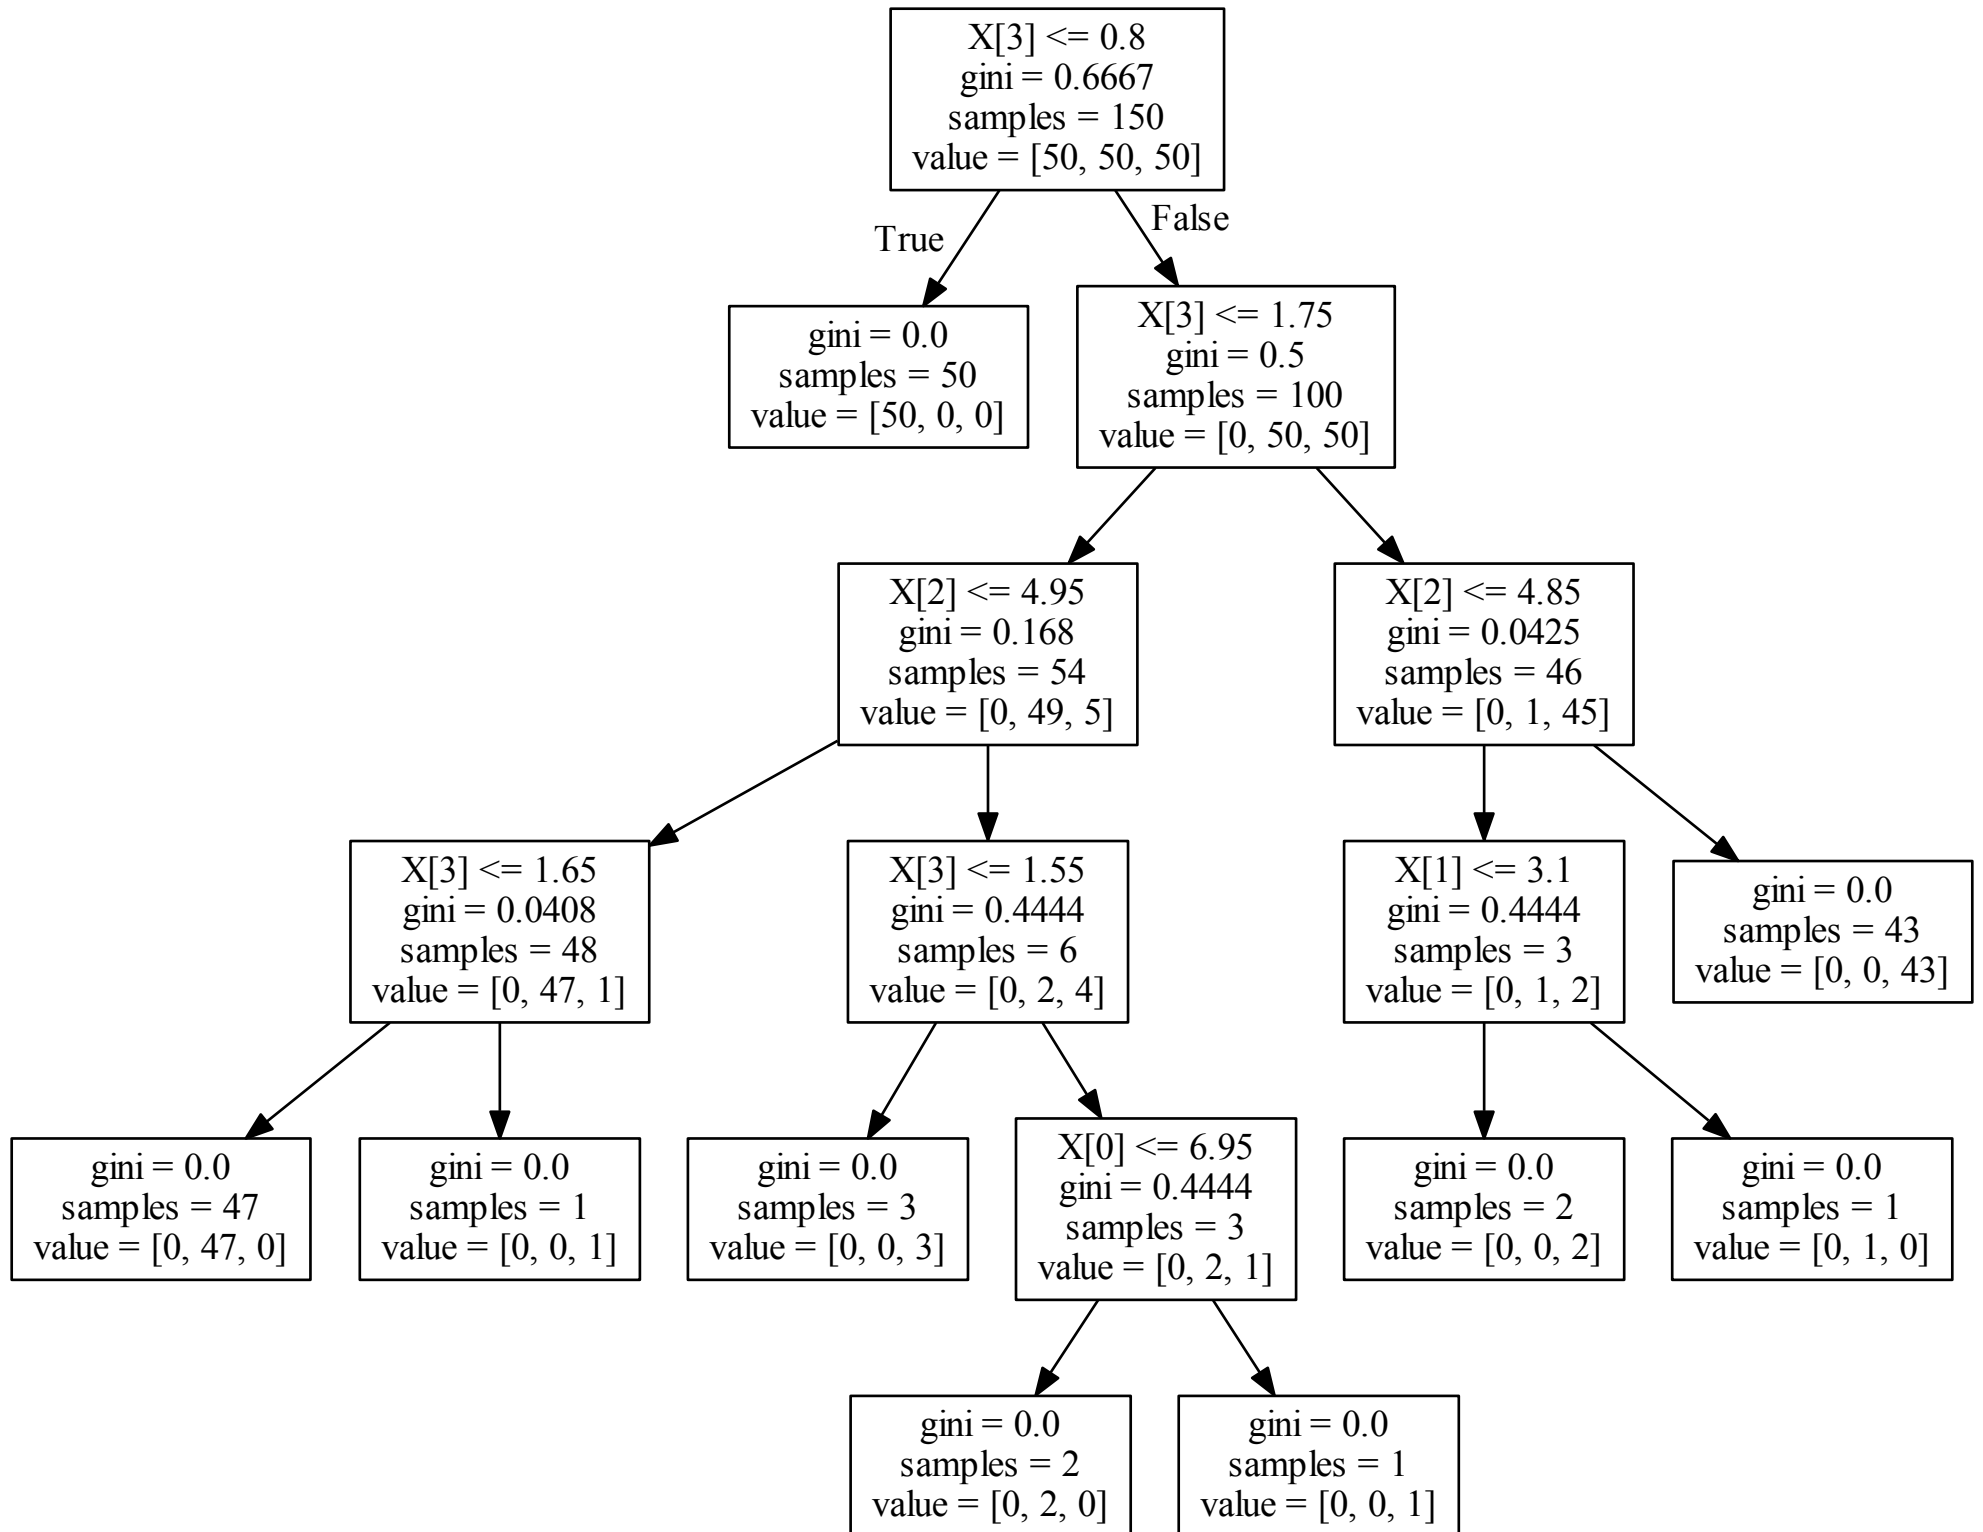 X[3] <= 0.8
gini = 0.6667
samples = 150
value = [50, 50, 50]
True
False
gini = 0.0
samples = 50
value = [50, 0, 0]
X[3] <= 1.75
gini = 0.5
samples = 100
value = [0, 50, 50]
X[2] <= 4.95
gini = 0.168
samples = 54
value = [0, 49, 5]
X[2] <= 4.85
gini = 0.0425
samples = 46
value = [0, 1, 45]
X[3] <= 1.65
gini = 0.0408
samples = 48
value = [0, 47, 1]
X[3] <= 1.55
gini = 0.4444
samples = 6
value = [0, 2, 4]
X[1] <= 3.1
gini = 0.4444
samples = 3
value = [0, 1, 2]
gini = 0.0
samples = 43
value = [0, 0, 43]
gini = 0.0
samples = 47
value = [0, 47, 0]
gini = 0.0
samples = 1
value = [0, 0, 1]
gini = 0.0
samples = 3
value = [0, 0, 3]
X[0] <= 6.95
gini = 0.4444
samples = 3
value = [0, 2, 1]
gini = 0.0
samples = 2
value = [0, 0, 2]
gini = 0.0
samples = 1
value = [0, 1, 0]
gini = 0.0
samples = 2
value = [0, 2, 0]
gini = 0.0
samples = 1
value = [0, 0, 1]